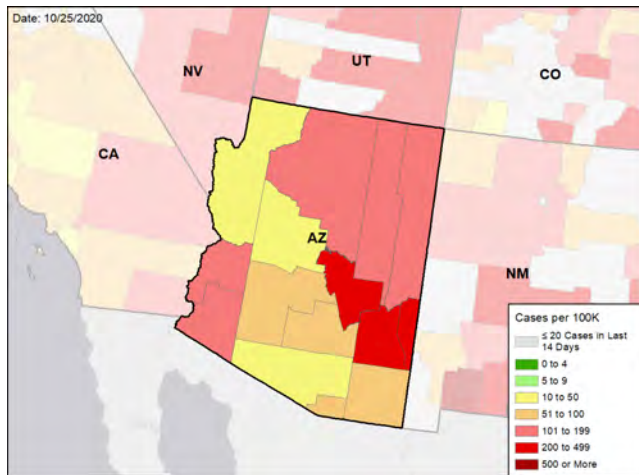 Date: 10/25/2020
NV
UT
CO
CA
AZ
NM
Cases per 100K
≤ 20 Cases in Last
14 Days
0 to 4
5 to 9
10 to 50
51 to 100
101 to 199
200 to 499
500 or More